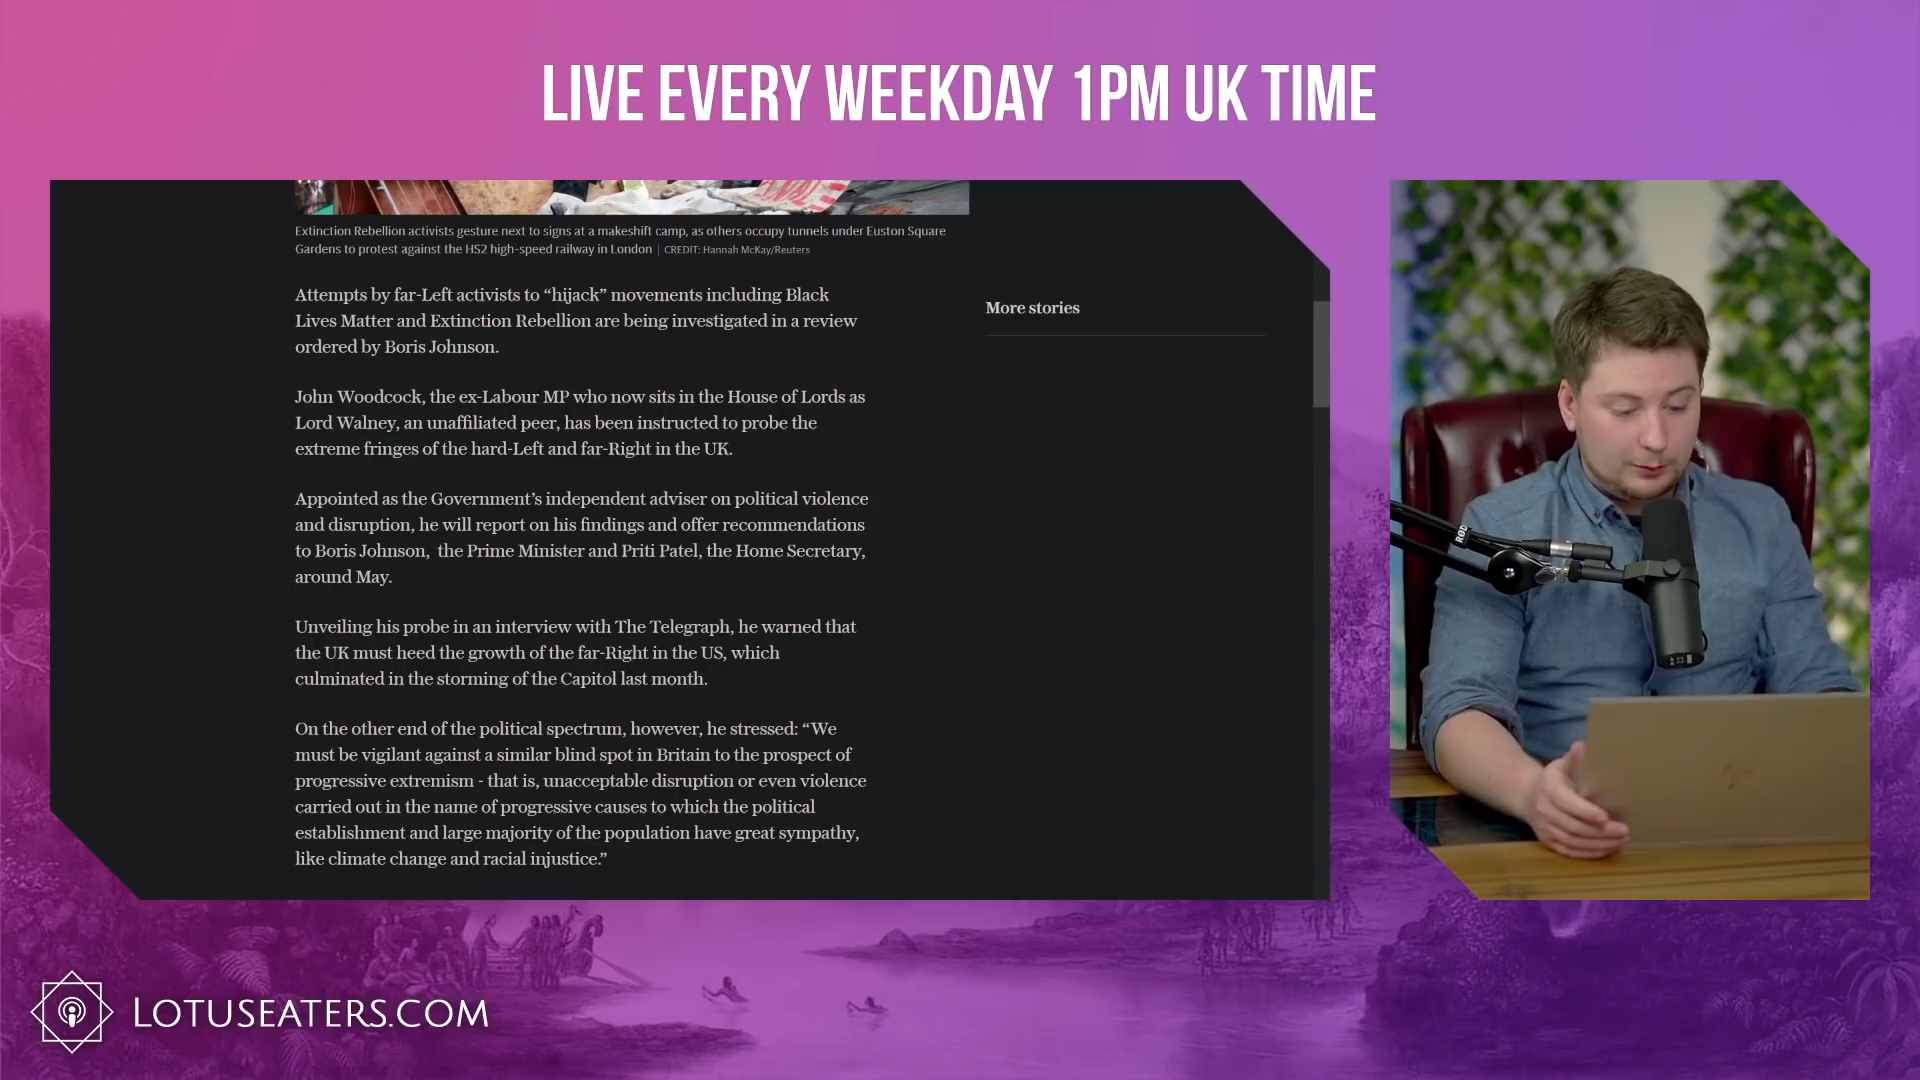 LIVE EVERY WEEKDAY 1PM UK TIME
Extinction Rebellion activists gesture next to signs at a makeshift camp, as others occupy tunnels under Euston Square
Gardens to protest against the HS2 high-speed railway in London | CREDIT: Hannah McKay/Reuters
Attempts by far-Left activists to “hijack” movements including Black
Lives Matter and Extinction Rebellion are being investigated in a review
ordered by Boris Johnson.
John Woodcock, the ex-Labour MP who now sits in the House of Lords as
Lord Walney, an unaffiliated peer, has been instructed to probe the
extreme fringes of the hard-Left and far-Right in the UK.
Appointed as the Government’s independent adviser on political violence
and disruption, he will report on his findings and offer recommendations
to Boris Johnson,  the Prime Minister and Priti Patel, the Home Secretary,
around May.
Unveiling his probe in an interview with The Telegraph, he warned that
the UK must heed the growth of the far-Right in the US, which
culminated in the storming of the Capitol last month.
On the other end of the political spectrum, however, he stressed: “We
must be vigilant against a similar blind spot in Britain to the prospect of
progressive extremism - that is, unacceptable disruption or even violence
carried out in the name of progressive causes to which the political
establishment and large majority of the population have great sympathy,
like climate change and racial injustice.”
More stories
RØDE
LOTUSEATERS.COM